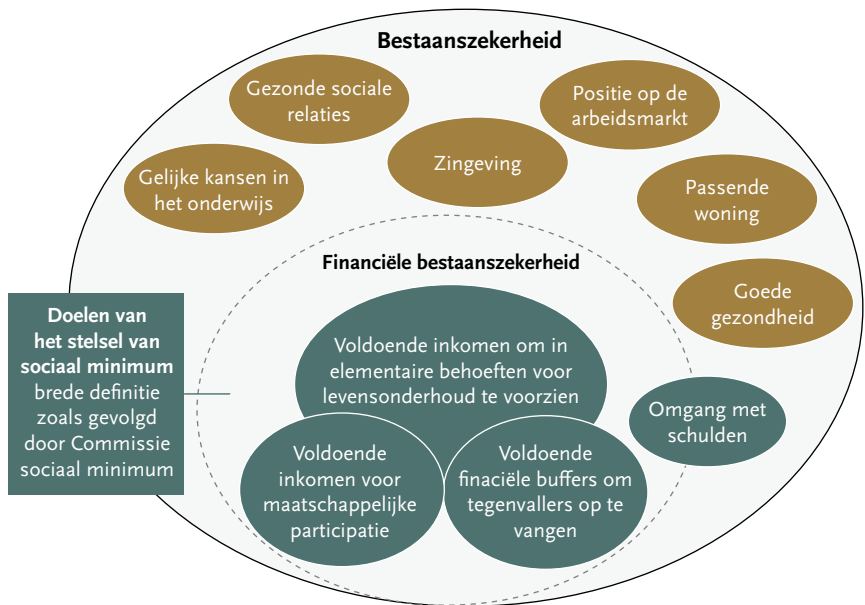 Bestaanszekerheid
Gezonde sociale
relaties
Positie op de
arbeidsmarkt
Zingeving
Gelijke kansen in
het onderwijs
Passende
woning
Financiële bestaanszekerheid
Goede
gezondheid
Doelen van
het stelsel van
sociaal minimum
brede definitie
zoals gevolgd
door Commissie
sociaal minimum
Voldoende inkomen om in
elementaire behoeften voor
levensonderhoud te voorzien
Omgang met
schulden
Voldoende
inkomen voor
maatschappelijke
participatie
Voldoende
finaciële buffers om
tegenvallers op te
vangen